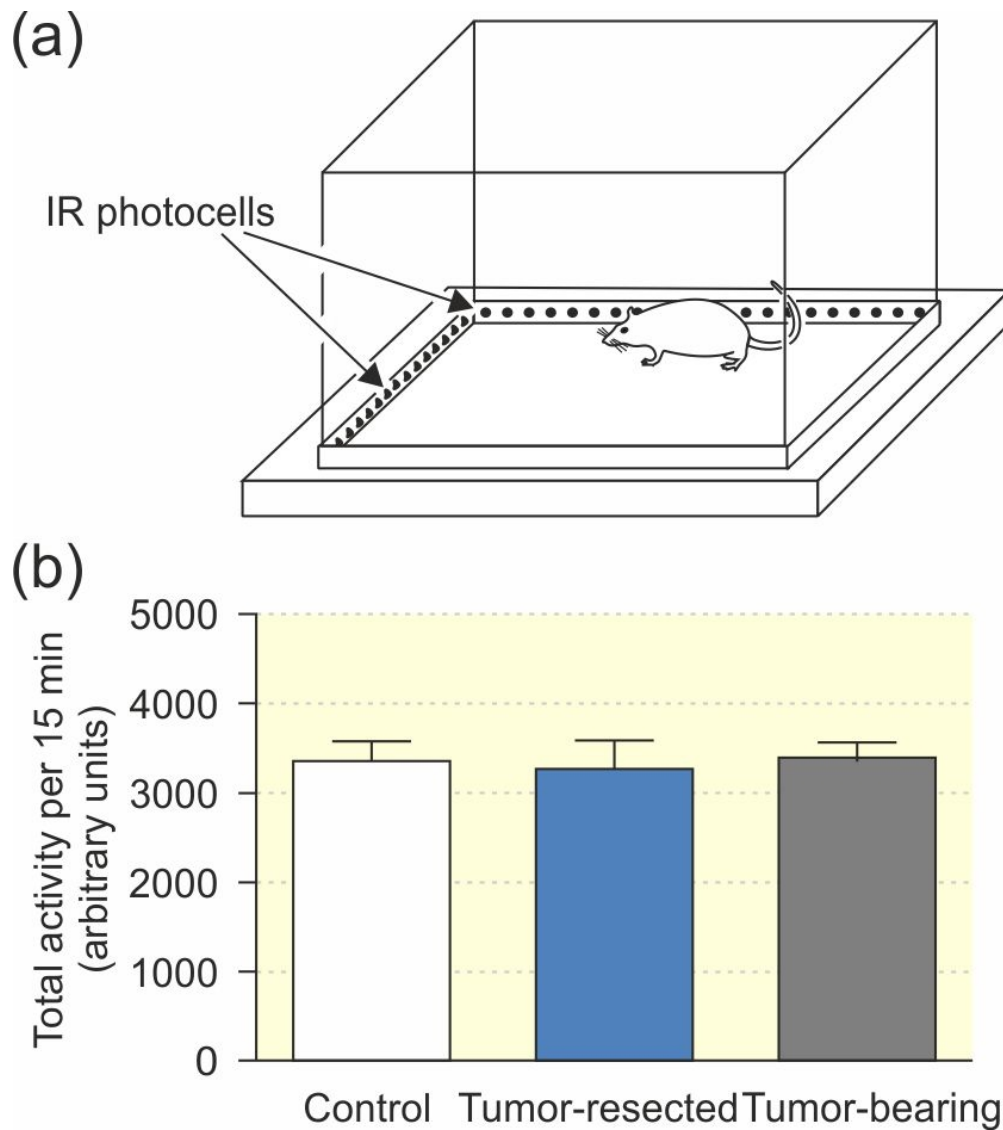 (a)
IR photocells
(b)
Total activity per 15 min
(arbitrary units)
5000
4000
3000
2000
1000
0
Control
Tumor-resected
Tumor-bearing